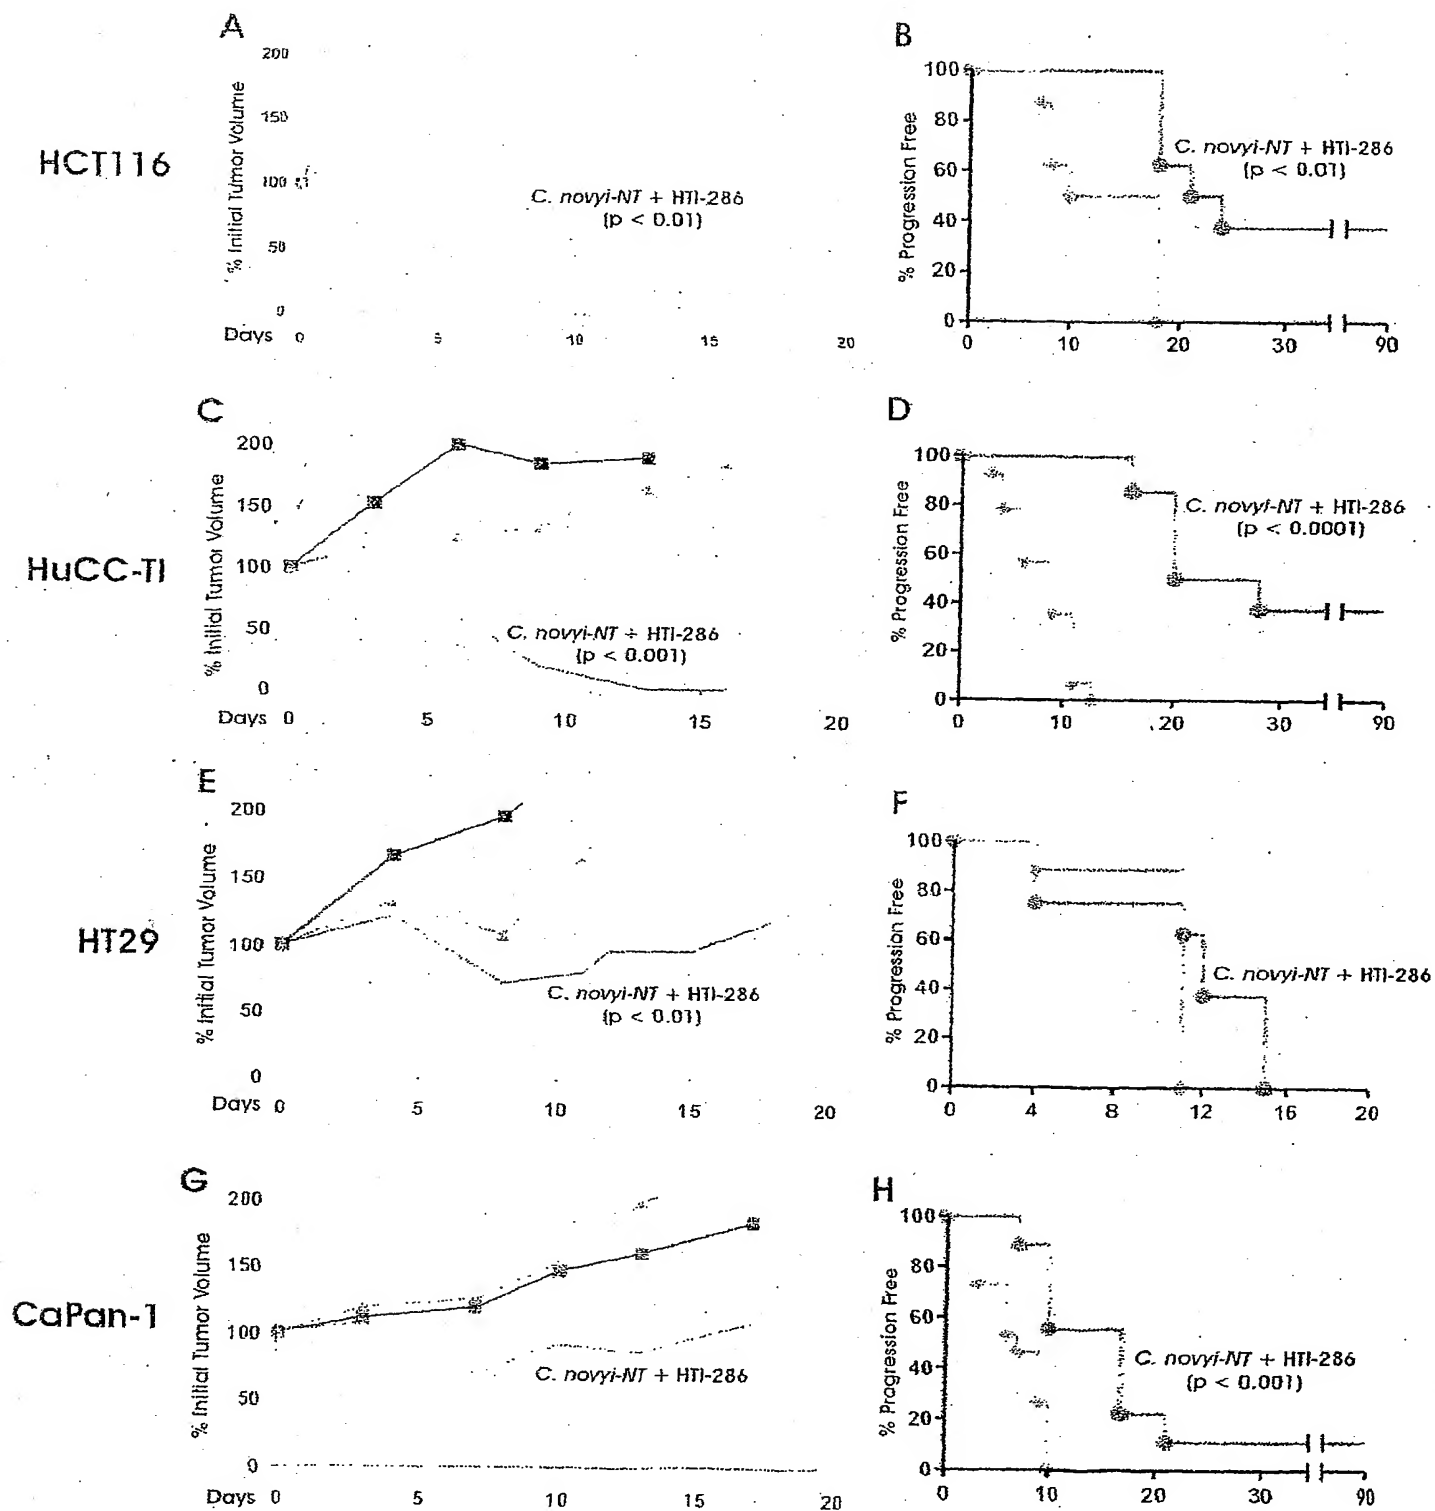 A
B
HCT116
% Initial Tumor Volume
200
150
100
50
0
C. novyi-NT + HTI-286
(p < 0.01)
Days 0 5 10 15 20
% Progression Free
100
80
60
40
20
0
C. novyi-NT + HTI-286
(p < 0.01)
0 10 20 30 90
C
D
HuCC-TI
% Initial Tumor Volume
200
150
100
50
0
C. novyi-NT + HTI-286
(p < 0.001)
Days 0 5 10 15 20
% Progression Free
100
80
60
40
20
0
C. novyi-NT + HTI-286
(p < 0.0001)
0 10 20 30 90
E
F
HT29
% Initial Tumor Volume
200
150
100
50
0
C. novyi-NT + HTI-286
(p < 0.01)
Days 0 5 10 15 20
% Progression Free
100
80
60
40
20
0
C. novyi-NT + HTI-286
0 4 8 12 16 20
G
H
CaPan-1
% Initial Tumor Volume
200
150
100
50
0
C. novyi-NT + HTI-286
Days 0 5 10 15 20
% Progression Free
100
80
60
40
20
0
C. novyi-NT + HTI-286
(p < 0.001)
0 10 20 30 90